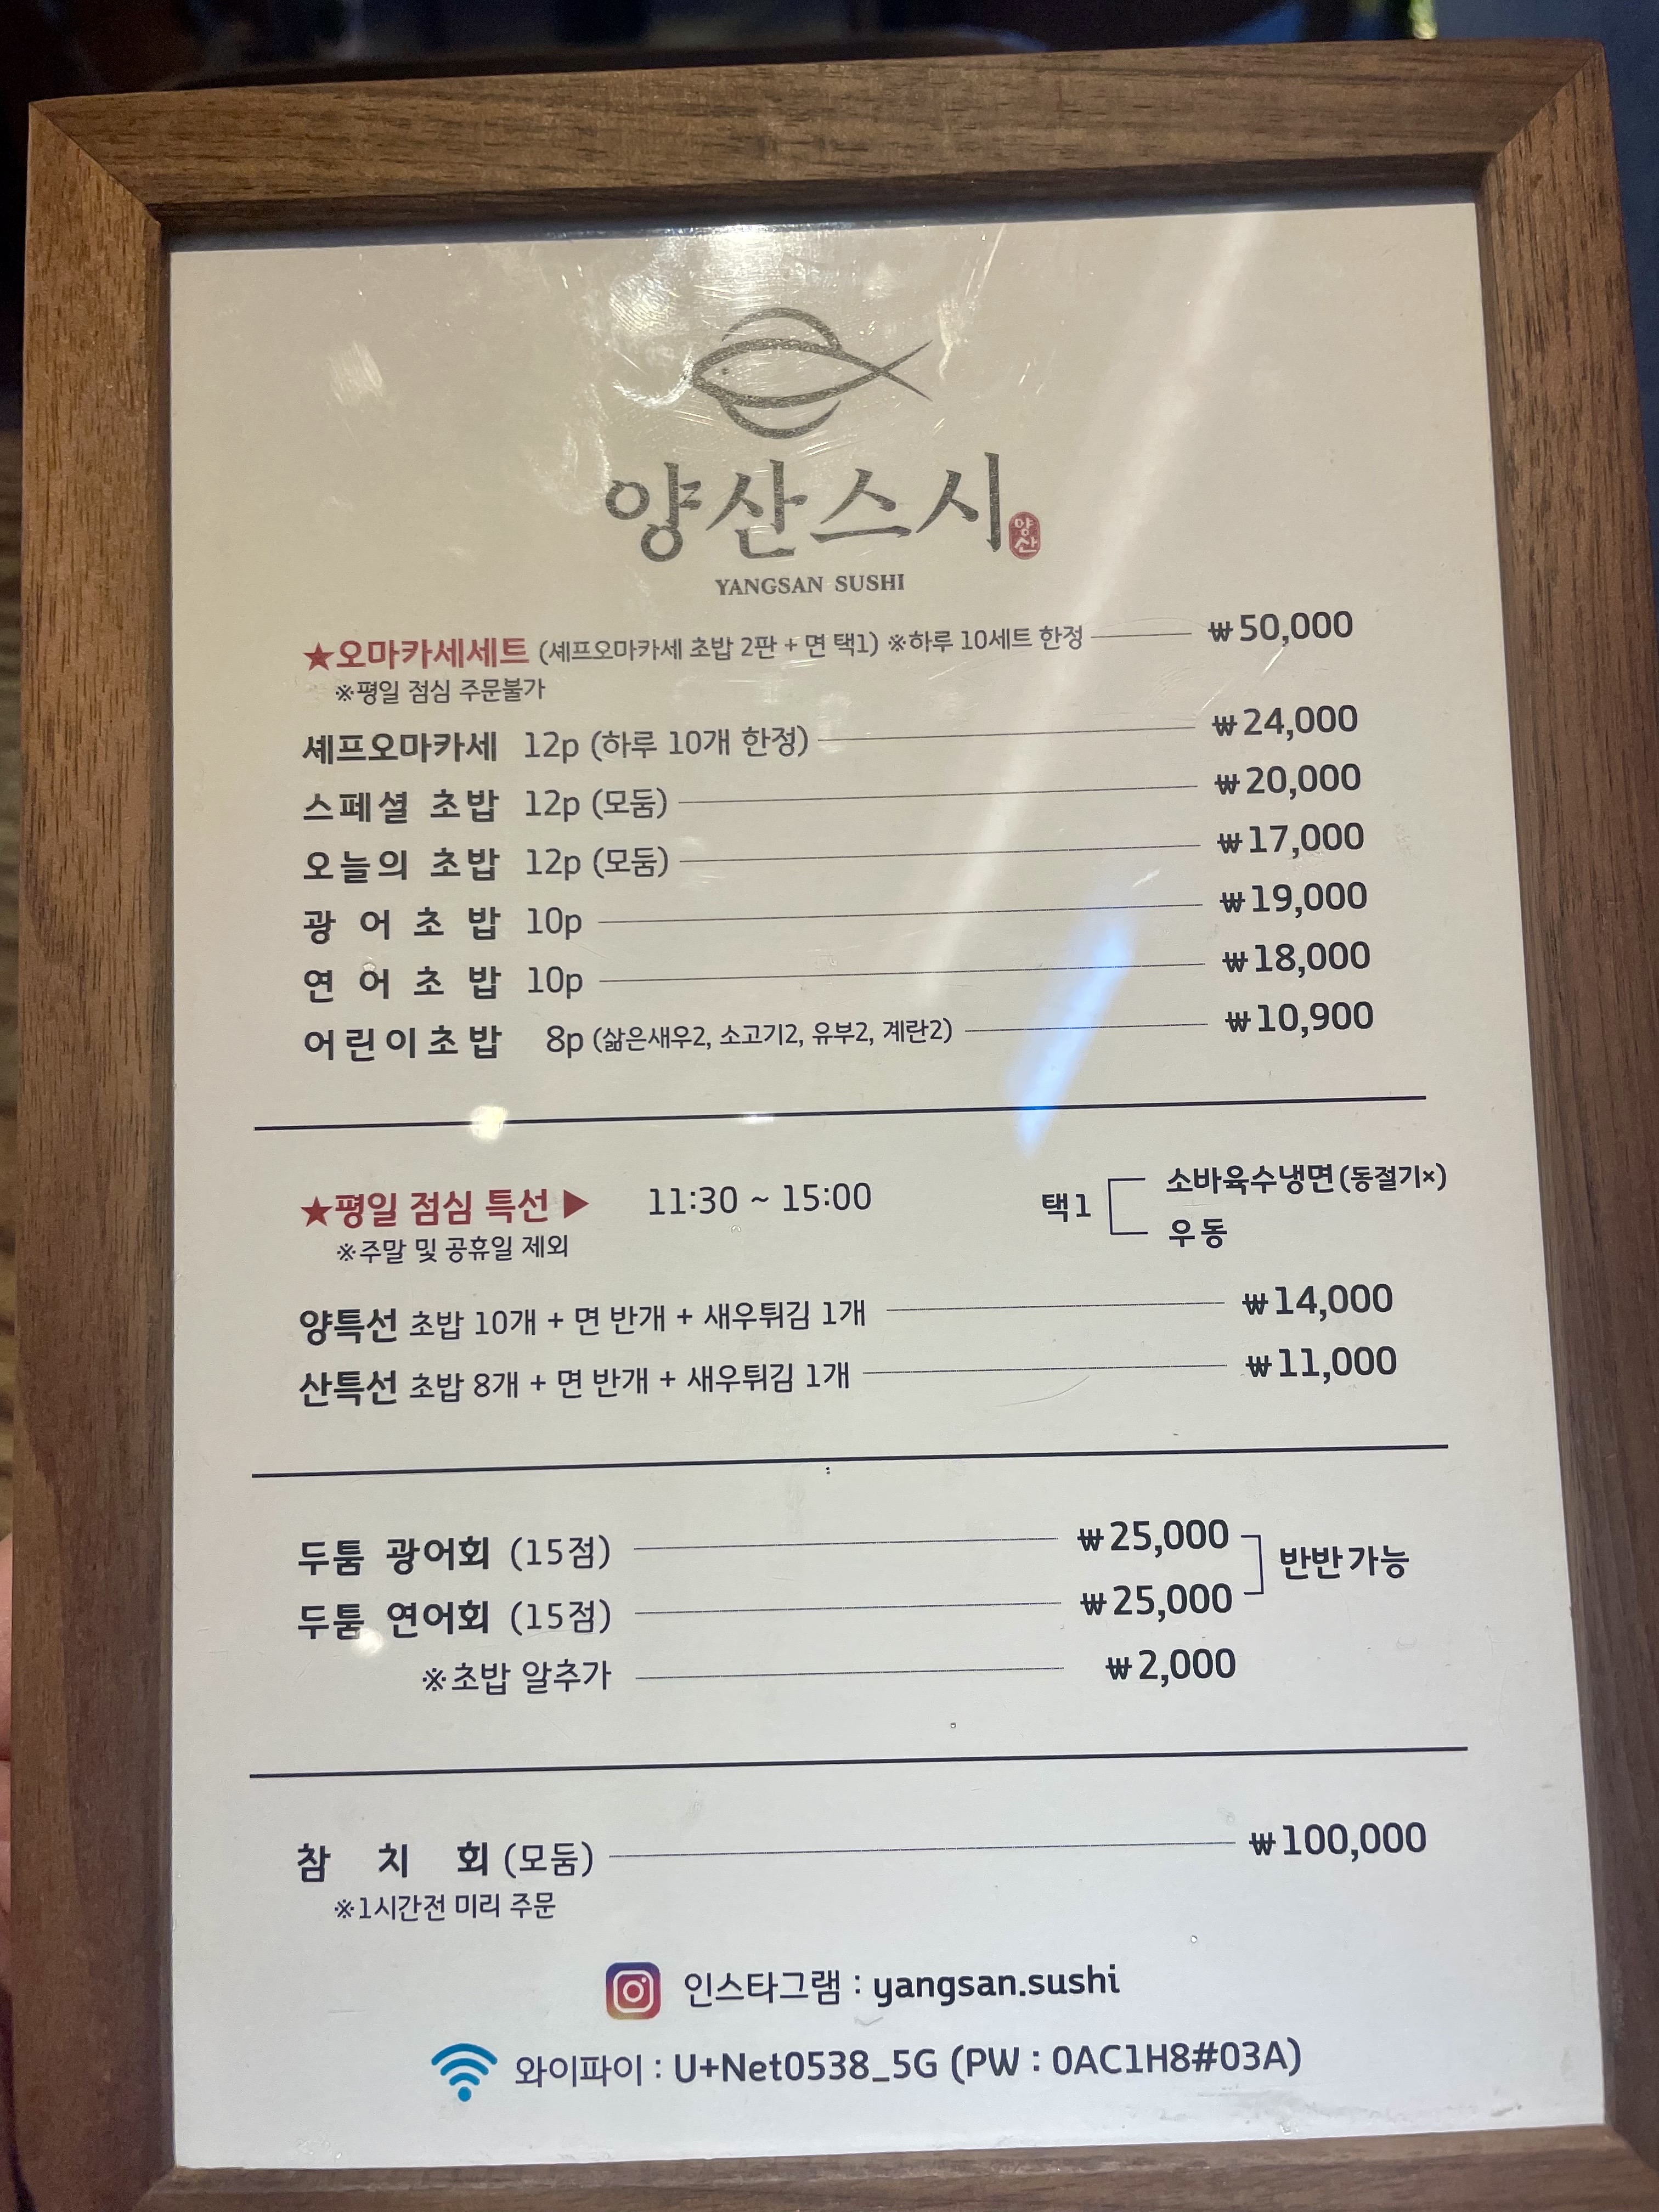 양산스시
양산
YANGSAN SUSHI
★오마카세세트 (셰프오마카세 초밥 2판 + 면 택1) ※하루 10세트 한정 ₩50,000
※평일 점심 주문불가
셰프오마카세 12p (하루 10개 한정) ₩24,000
스페셜 초밥 12p (모둠) ₩20,000
오늘의 초밥 12p (모둠) ₩17,000
광어초밥 10p ₩19,000
연어초밥 10p ₩18,000
어린이초밥 8p (삶은새우2, 소고기2, 유부2, 계란2) ₩10,900
★평일 점심 특선 ▶ 11:30 ~ 15:00 택1 소바육수냉면(동절기×)
우동
※주말 및 공휴일 제외
양특선 초밥 10개 + 면 반개 + 새우튀김 1개 ₩14,000
산특선 초밥 8개 + 면 반개 + 새우튀김 1개 ₩11,000
두툼 광어회 (15점) ₩25,000 반반가능
두툼 연어회 (15점) ₩25,000
※초밥 알추가 ₩2,000
참치회 (모둠) ₩100,000
※1시간전 미리 주문
인스타그램 : yangsan.sushi
와이파이 : U+Net0538_5G (PW : 0AC1H8#03A)